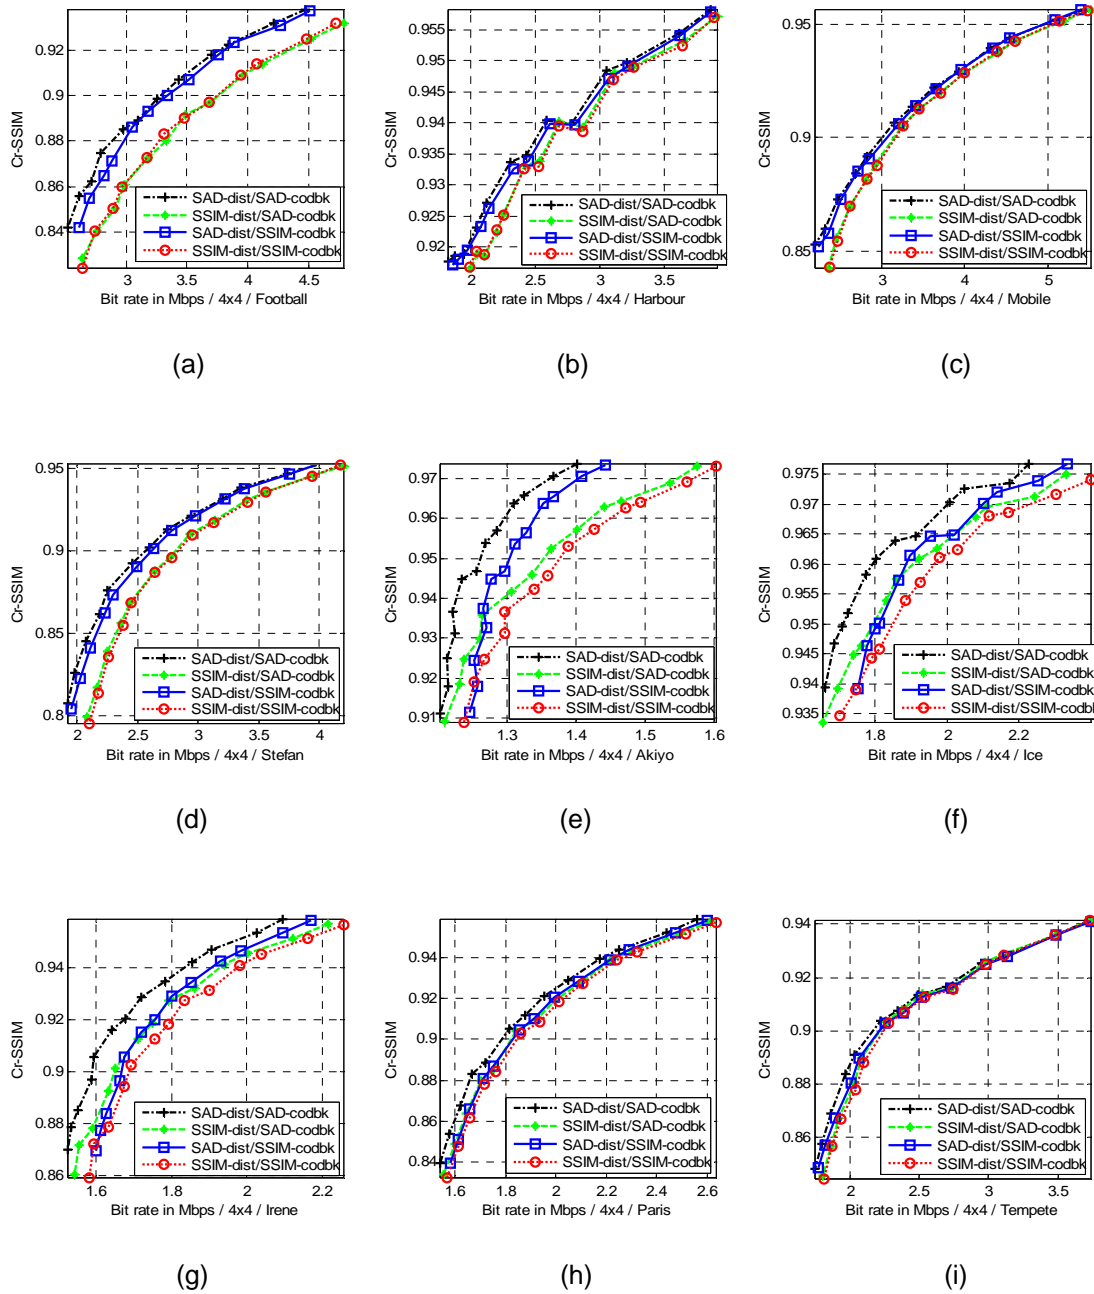 0.92
0.9
0.88
0.86
0.84
Cr-SSIM
SAD-dist/SAD-codbk
SSIM-dist/SAD-codbk
SAD-dist/SSIM-codbk
SSIM-dist/SSIM-codbk
3 3.5 4 4.5
Bit rate in Mbps / 4x4 / Football
(a)
0.955
0.95
0.945
0.94
0.935
0.93
0.925
0.92
Cr-SSIM
SAD-dist/SAD-codbk
SSIM-dist/SAD-codbk
SAD-dist/SSIM-codbk
SSIM-dist/SSIM-codbk
2 2.5 3 3.5
Bit rate in Mbps / 4x4 / Harbour
(b)
0.95
0.9
0.85
Cr-SSIM
SAD-dist/SAD-codbk
SSIM-dist/SAD-codbk
SAD-dist/SSIM-codbk
SSIM-dist/SSIM-codbk
3 4 5
Bit rate in Mbps / 4x4 / Mobile
(c)
0.95
0.9
0.85
0.8
Cr-SSIM
SAD-dist/SAD-codbk
SSIM-dist/SAD-codbk
SAD-dist/SSIM-codbk
SSIM-dist/SSIM-codbk
2 2.5 3 3.5 4
Bit rate in Mbps / 4x4 / Stefan
(d)
0.97
0.96
0.95
0.94
0.93
0.92
0.91
Cr-SSIM
SAD-dist/SAD-codbk
SSIM-dist/SAD-codbk
SAD-dist/SSIM-codbk
SSIM-dist/SSIM-codbk
1.3 1.4 1.5 1.6
Bit rate in Mbps / 4x4 / Akiyo
(e)
0.975
0.97
0.965
0.96
0.955
0.95
0.945
0.94
0.935
Cr-SSIM
SAD-dist/SAD-codbk
SSIM-dist/SAD-codbk
SAD-dist/SSIM-codbk
SSIM-dist/SSIM-codbk
1.8 2 2.2
Bit rate in Mbps / 4x4 / Ice
(f)
0.94
0.92
0.9
0.88
0.86
Cr-SSIM
SAD-dist/SAD-codbk
SSIM-dist/SAD-codbk
SAD-dist/SSIM-codbk
SSIM-dist/SSIM-codbk
1.6 1.8 2 2.2
Bit rate in Mbps / 4x4 / Irene
(g)
0.94
0.92
0.9
0.88
0.86
0.84
Cr-SSIM
SAD-dist/SAD-codbk
SSIM-dist/SAD-codbk
SAD-dist/SSIM-codbk
SSIM-dist/SSIM-codbk
1.6 1.8 2 2.2 2.4 2.6
Bit rate in Mbps / 4x4 / Paris
(h)
0.94
0.92
0.9
0.88
0.86
Cr-SSIM
SAD-dist/SAD-codbk
SSIM-dist/SAD-codbk
SAD-dist/SSIM-codbk
SSIM-dist/SSIM-codbk
2 2.5 3 3.5
Bit rate in Mbps / 4x4 / Tempete
(i)